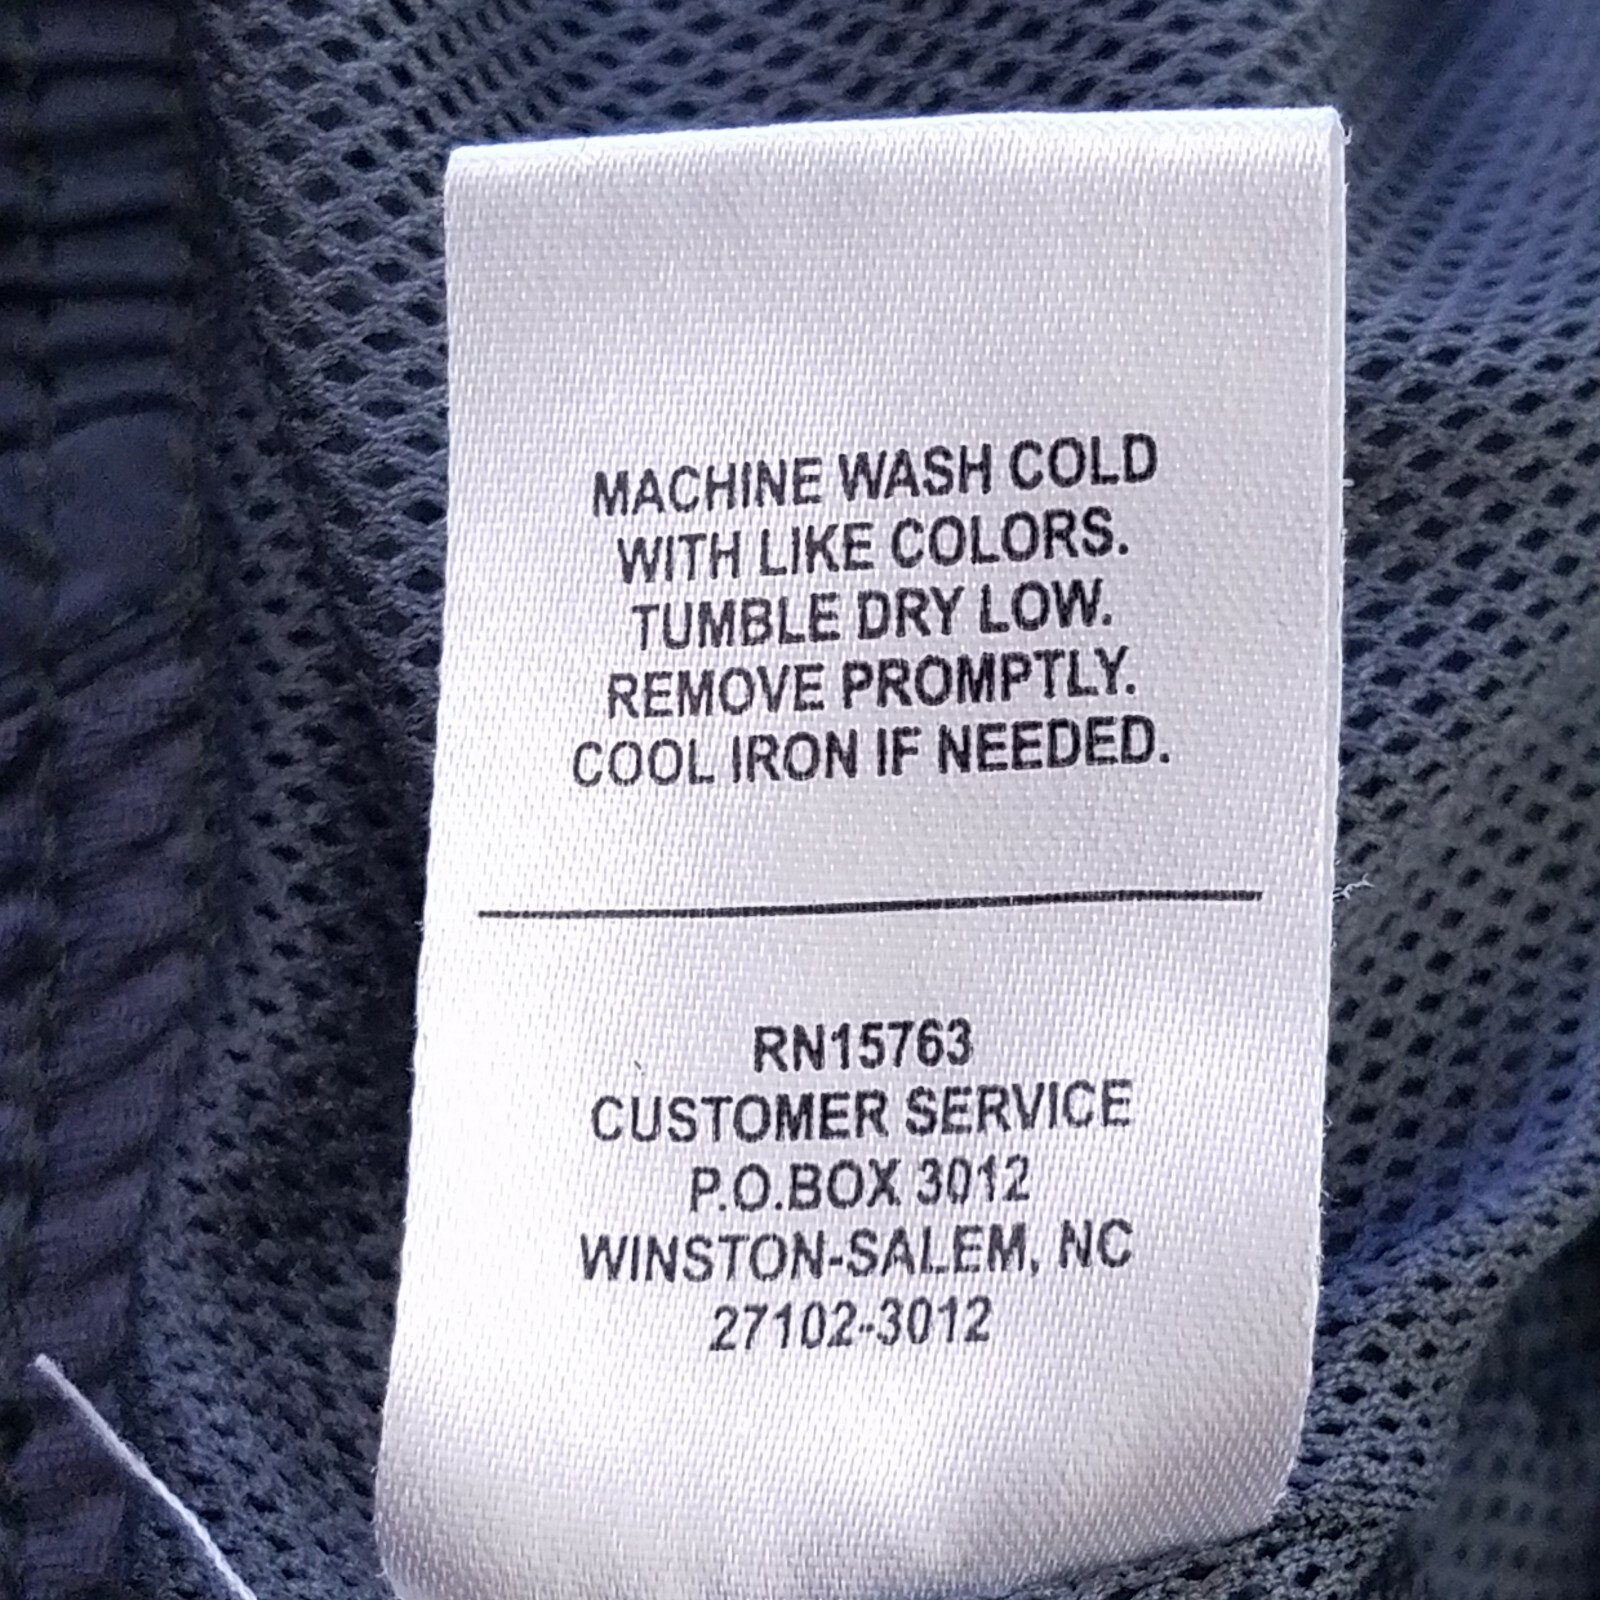 MACHINE WASH COLD
WITH LIKE COLORS.
TUMBLE DRY LOW.
REMOVE PROMPTLY.
COOL IRON IF NEEDED.
RN15763
CUSTOMER SERVICE
P.O.BOX 3012
WINSTON-SALEM, NC
27102-3012